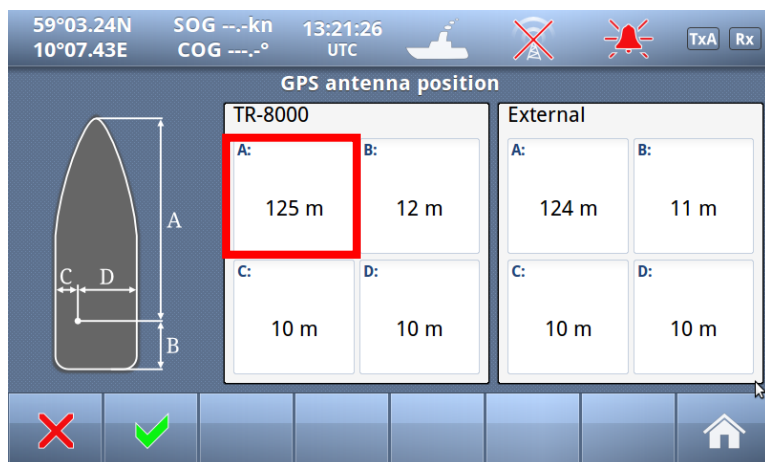 59°03.24N SOG --.-kn 13:21:26
10°07.43E COG ---.-° UTC
TxA Rx
GPS antenna position
TR-8000 External
A: B: A: B:
125 m 12 m 124 m 11 m
A
C: D: C: D:
C D
10 m 10 m 10 m 10 m
B